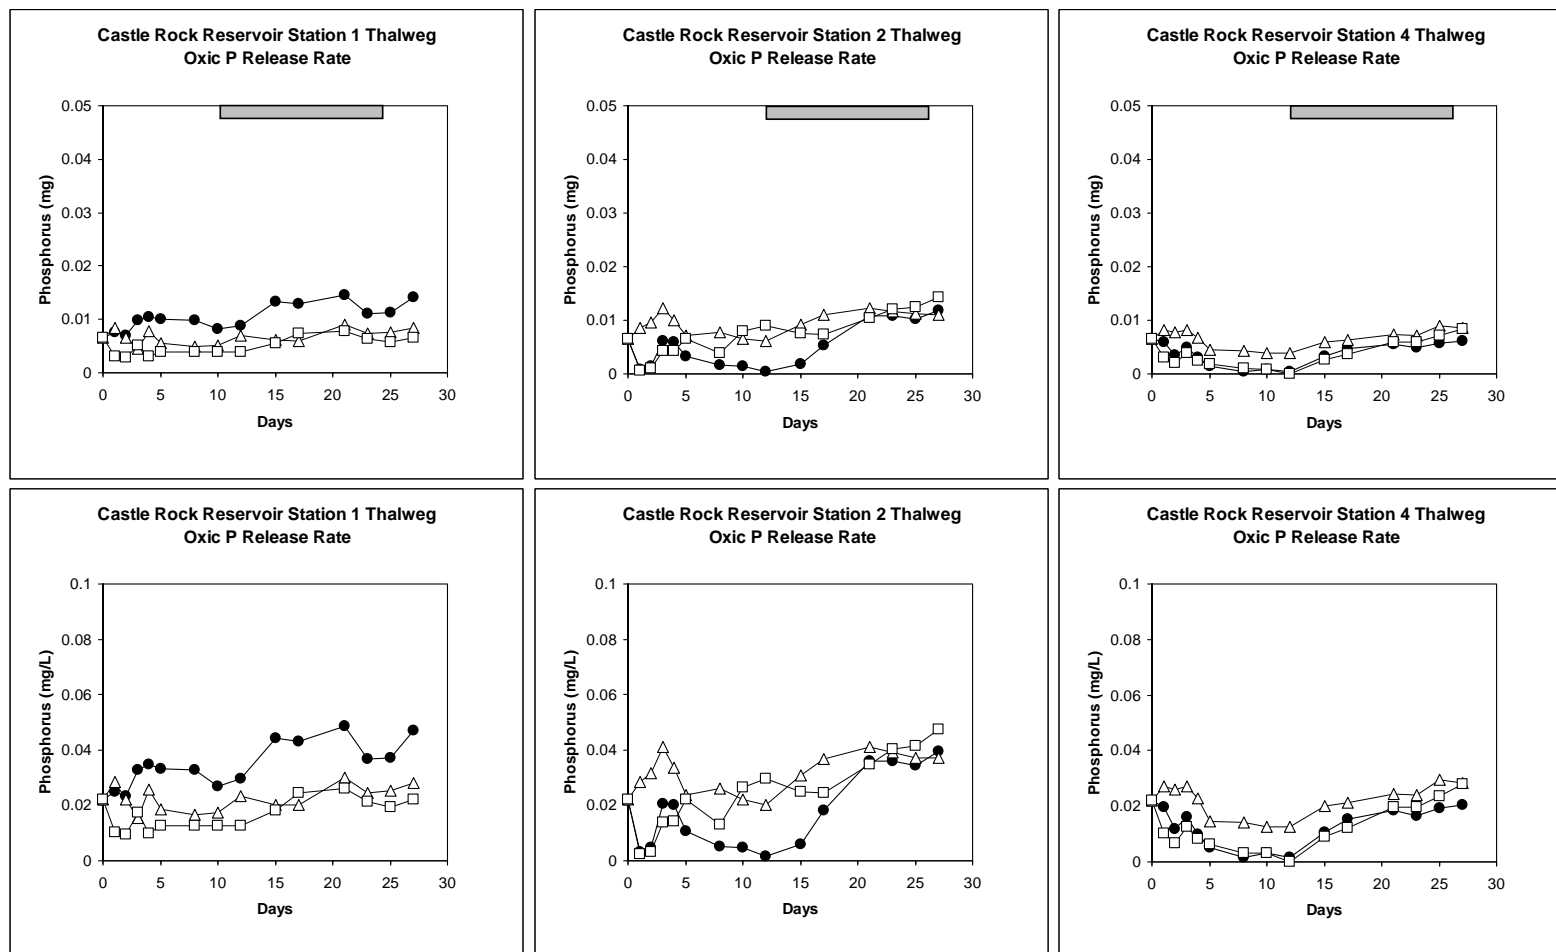 Castle Rock Reservoir Station 1 Thalweg
Oxic P Release Rate
0.05
0.04
0.03
0.02
0.01
0
Phosphorus (mg)
0 5 10 15 20 25 30
Days
Castle Rock Reservoir Station 2 Thalweg
Oxic P Release Rate
0.05
0.04
0.03
0.02
0.01
0
Phosphorus (mg)
0 5 10 15 20 25 30
Days
Castle Rock Reservoir Station 4 Thalweg
Oxic P Release Rate
0.05
0.04
0.03
0.02
0.01
0
Phosphorus (mg)
0 5 10 15 20 25 30
Days
Castle Rock Reservoir Station 1 Thalweg
Oxic P Release Rate
0.1
0.08
0.06
0.04
0.02
0
Phosphorus (mg/L)
0 5 10 15 20 25 30
Days
Castle Rock Reservoir Station 2 Thalweg
Oxic P Release Rate
0.1
0.08
0.06
0.04
0.02
0
Phosphorus (mg/L)
0 5 10 15 20 25 30
Days
Castle Rock Reservoir Station 4 Thalweg
Oxic P Release Rate
0.1
0.08
0.06
0.04
0.02
0
Phosphorus (mg/L)
0 5 10 15 20 25 30
Days